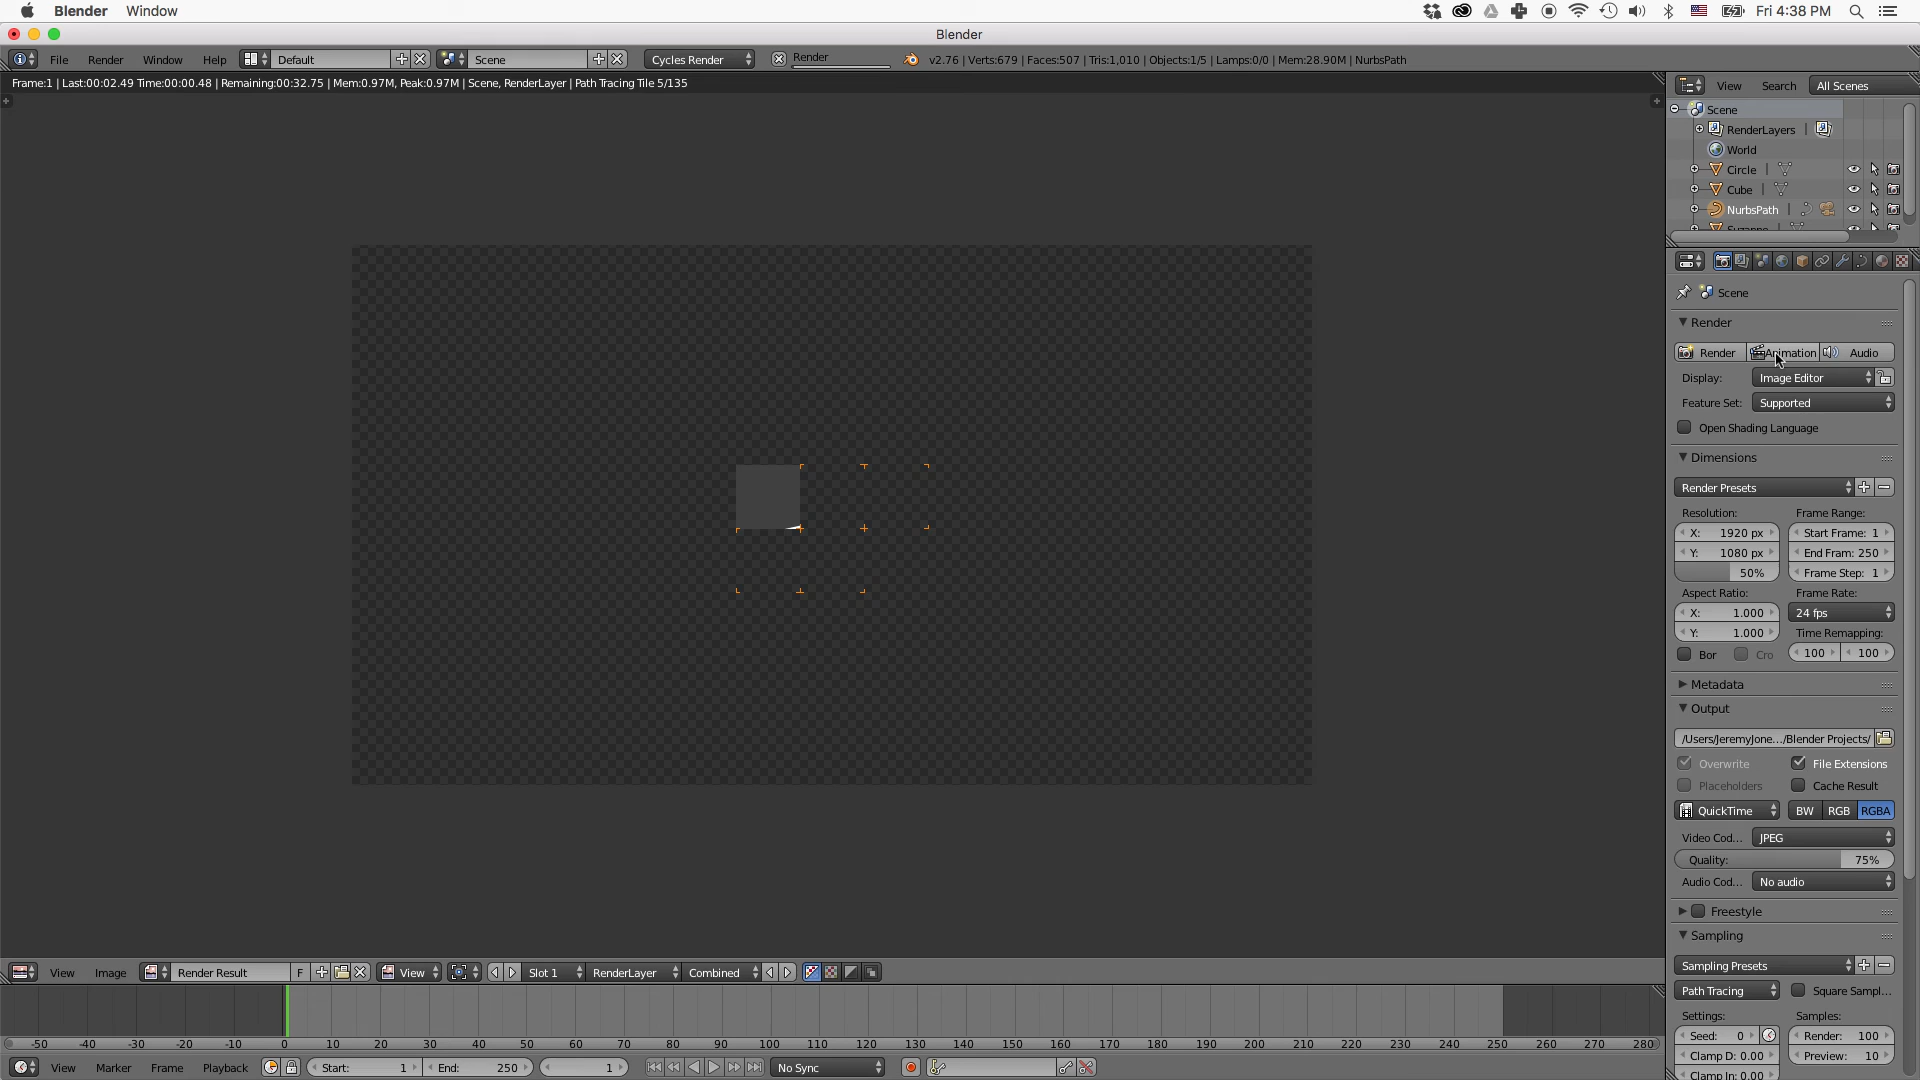 Blender Window Fri 4:38 PM
Blender
File Render Window Help Default Scene Cycles Render Render v2.76 | Verts:679 | Faces:507 | Tris:1,010 | Objects:1/5 | Lamps:0/0 | Mem:28.90M | NurbsPath
Frame:1 | Last:00:02.49 Time:00:00.48 | Remaining:00:32.75 | Mem:0.97M, Peak:0.97M | Scene, RenderLayer | Path Tracing Tile 5/135
View Search All Scenes
Scene
RenderLayers |
World
Circle |
Cube |
NurbsPath |
Suzanne
Scene
Render
Render Animation Audio
Display: Image Editor
Feature Set: Supported
Open Shading Language
Dimensions
Render Presets
Resolution: Frame Range:
X: 1920 px Start Frame: 1
Y: 1080 px End Fram: 250
50% Frame Step: 1
Aspect Ratio: Frame Rate:
X: 1.000 24 fps
Y: 1.000 Time Remapping:
Bor Cro 100 100
Metadata
Output
/Users/JeremyJone.../Blender Projects/
Overwrite File Extensions
Placeholders Cache Result
QuickTime BW RGB RGBA
Video Cod... JPEG
Quality: 75%
Audio Cod... No audio
Freestyle
Sampling
Sampling Presets
Path Tracing Square Sampl...
Settings: Samples:
Seed: 0 Render: 100
Clamp D: 0.00 Preview: 10
Clamp In: 0.00
View Image Render Result F View Slot 1 RenderLayer Combined
-50 -40 -30 -20 -10 0 10 20 30 40 50 60 70 80 90 100 110 120 130 140 150 160 170 180 190 200 210 220 230 240 250 260 270 280
View Marker Frame Playback Start: 1 End: 250 1 No Sync